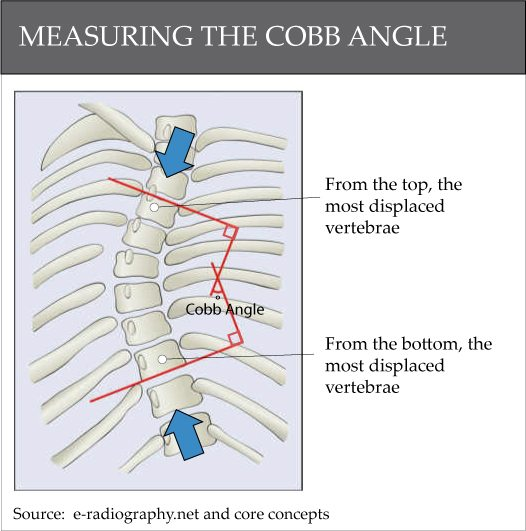 MEASURING THE COBB ANGLE
From the top, the
most displaced
vertebrae
Cobb Angle
From the bottom, the
most displaced
vertebrae
Source:  e-radiography.net and core concepts